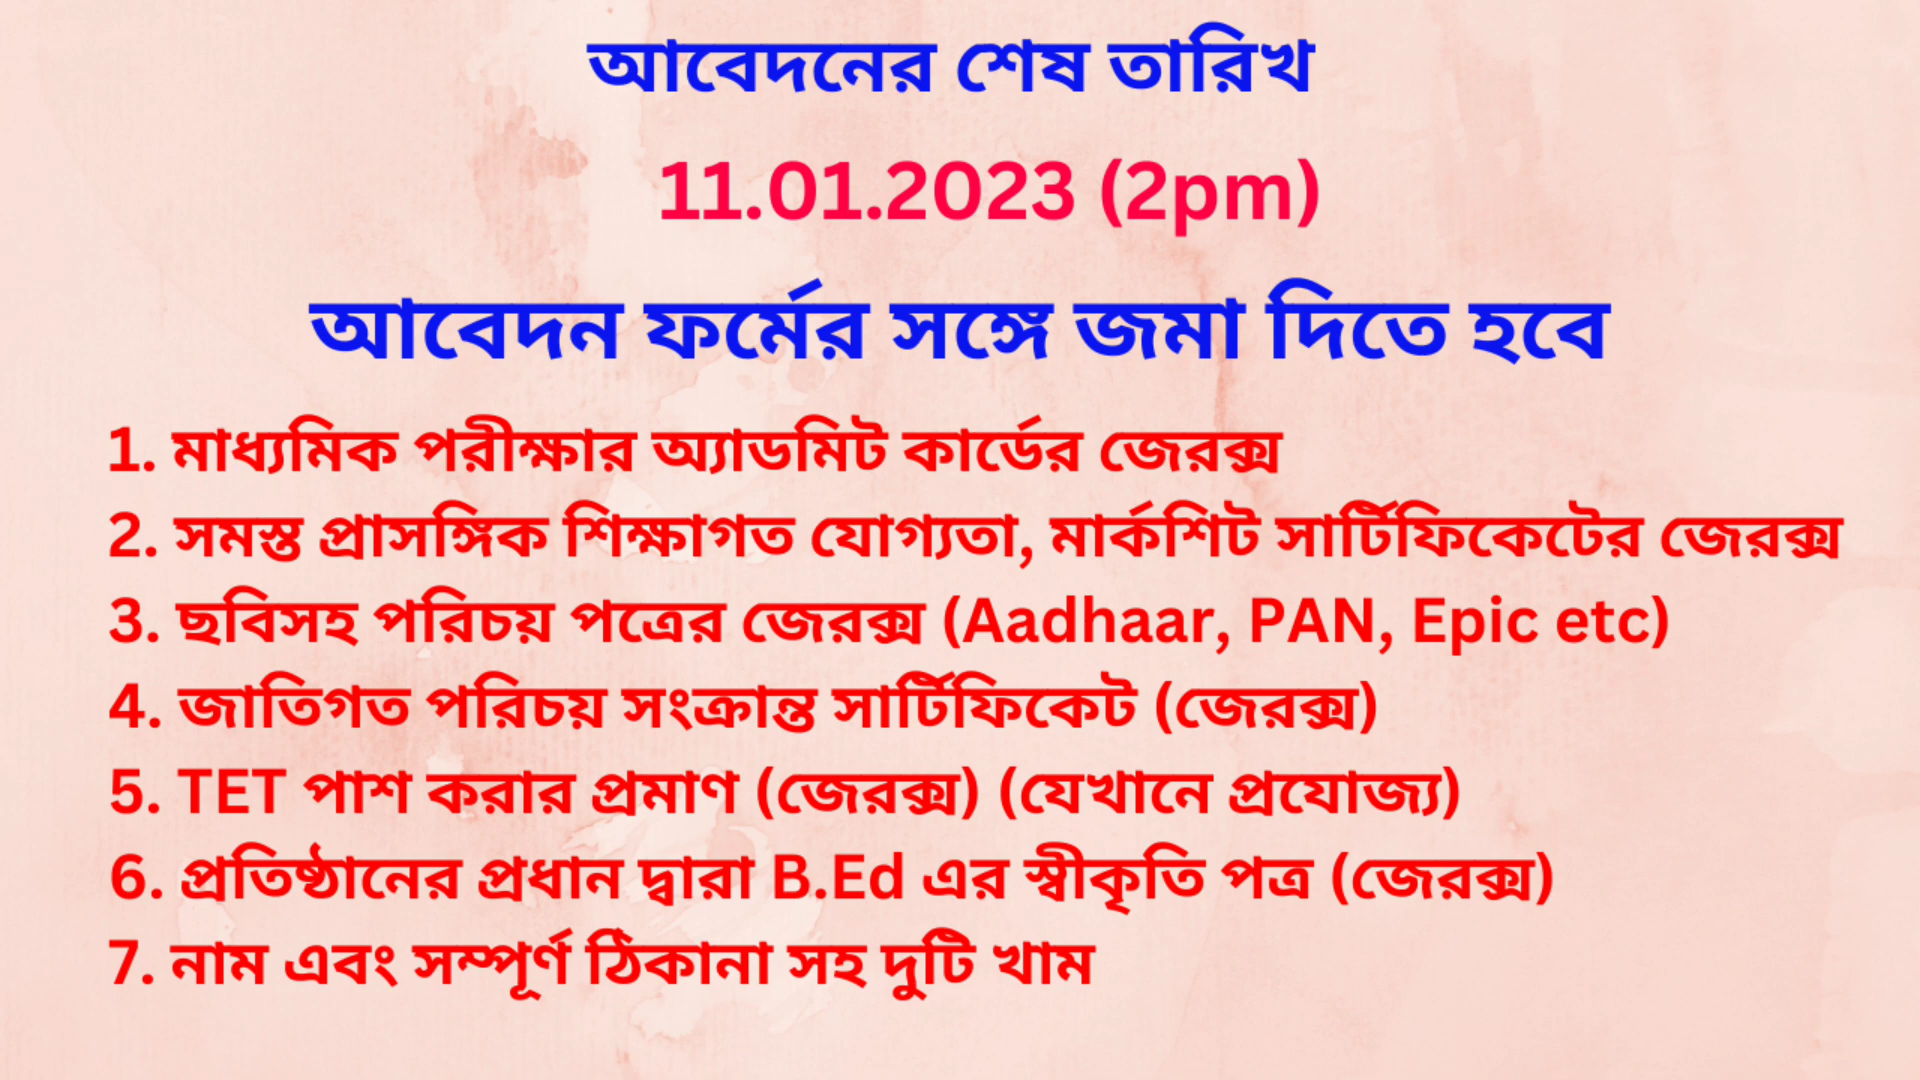 আবেদনের শেষ তারিখ
11.01.2023 (2pm)
আবেদন ফর্মের সঙ্গে জমা দিতে হবে
1. মাধ্যমিক পরীক্ষার অ্যাডমিট কার্ডের জেরক্স
2. সমস্ত প্রাসঙ্গিক শিক্ষাগত যোগ্যতা, মার্কশিট সার্টিফিকেটের জেরক্স
3. ছবিসহ পরিচয় পত্রের জেরক্স (Aadhaar, PAN, Epic etc)
4. জাতিগত পরিচয় সংক্রান্ত সার্টিফিকেট (জেরক্স)
5. TET পাশ করার প্রমাণ (জেরক্স) (যেখানে প্রযোজ্য)
6. প্রতিষ্ঠানের প্রধান দ্বারা B.Ed এর স্বীকৃতি পত্র (জেরক্স)
7. নাম এবং সম্পূর্ণ ঠিকানা সহ দুটি খাম